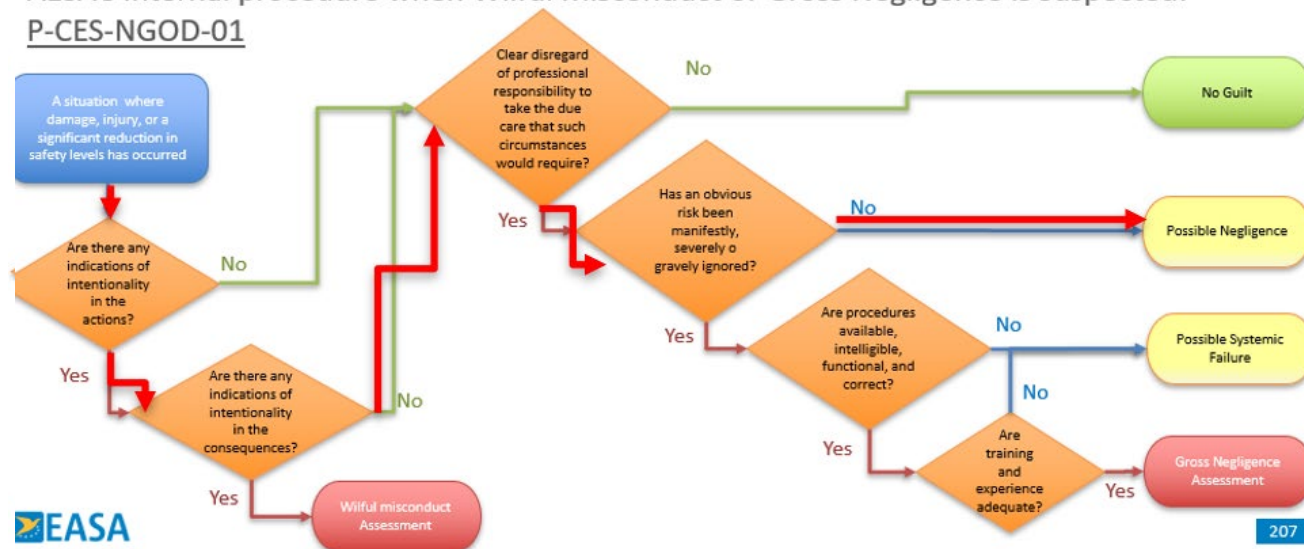 P-CES-NGOD-01
A situation where
damage, injury, or a
significant reduction in
safety levels has occurred
Are there any
indications of
intentionality
in the
actions?
No
Yes
Are there any
indications of
intentionality
in the
consequences?
No
Yes
Wilful misconduct
Assessment
Clear disregard
of professional
responsibility to
take the due
care that such
circumstances
would require?
No
No Guilt
Yes
Has an obvious
risk been
manifestly,
severely o
gravely ignored?
No
Possible Negligence
Yes
Are procedures
available,
intelligible,
functional, and
correct?
No
Possible Systemic
Failure
Yes
Are
training
and
experience
adequate?
No
Yes
Gross Negligence
Assessment
EASA
207